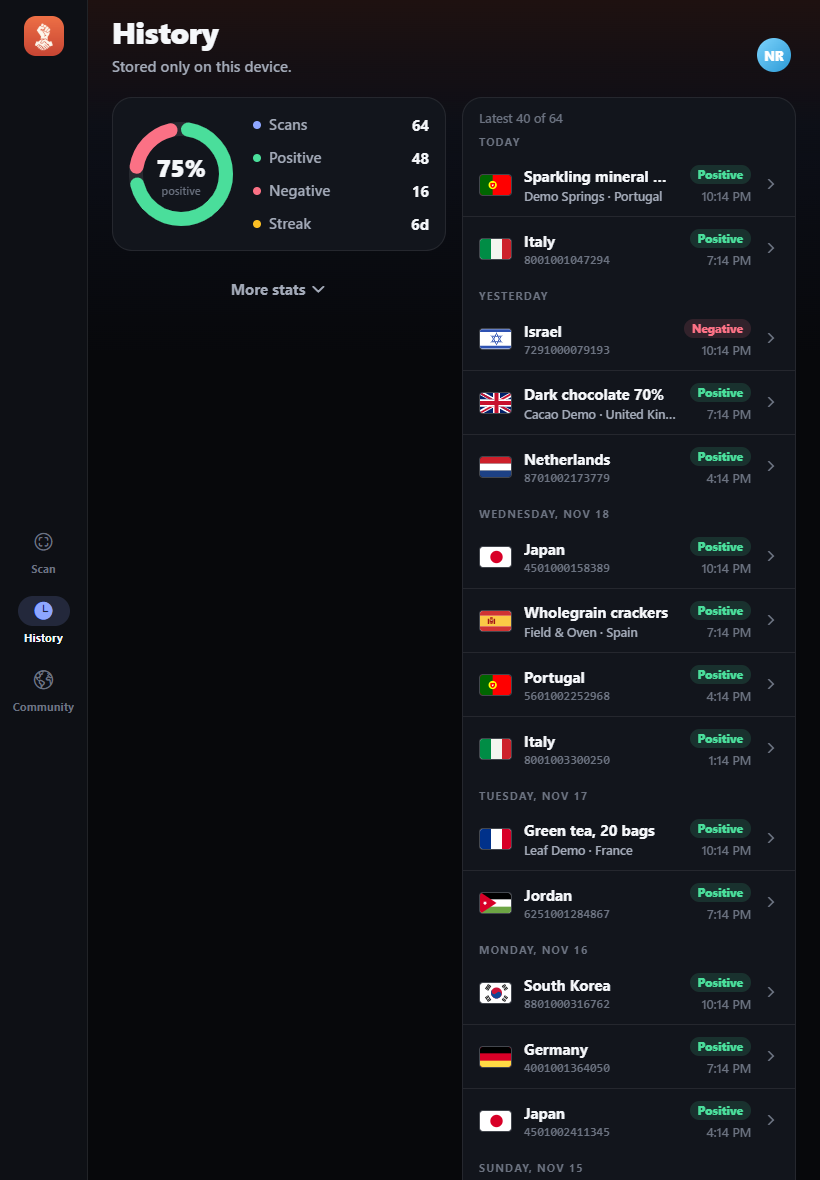 History
Stored only on this device.
NR
75%
positive
Scans 64
Positive 48
Negative 16
Streak 6d
More stats
Scan
History
Community
Latest 40 of 64
TODAY
Sparkling mineral ... Positive
Demo Springs · Portugal 10:14 PM
Italy Positive
8001001047294 7:14 PM
YESTERDAY
Israel Negative
7291000079193 10:14 PM
Dark chocolate 70% Positive
Cacao Demo · United Kin... 7:14 PM
Netherlands Positive
8701002173779 4:14 PM
WEDNESDAY, NOV 18
Japan Positive
4501000158389 10:14 PM
Wholegrain crackers Positive
Field & Oven · Spain 7:14 PM
Portugal Positive
5601002252968 4:14 PM
Italy Positive
8001003300250 1:14 PM
TUESDAY, NOV 17
Green tea, 20 bags Positive
Leaf Demo · France 10:14 PM
Jordan Positive
6251001284867 7:14 PM
MONDAY, NOV 16
South Korea Positive
8801000316762 10:14 PM
Germany Positive
4001001364050 7:14 PM
Japan Positive
4501002411345 4:14 PM
SUNDAY, NOV 15